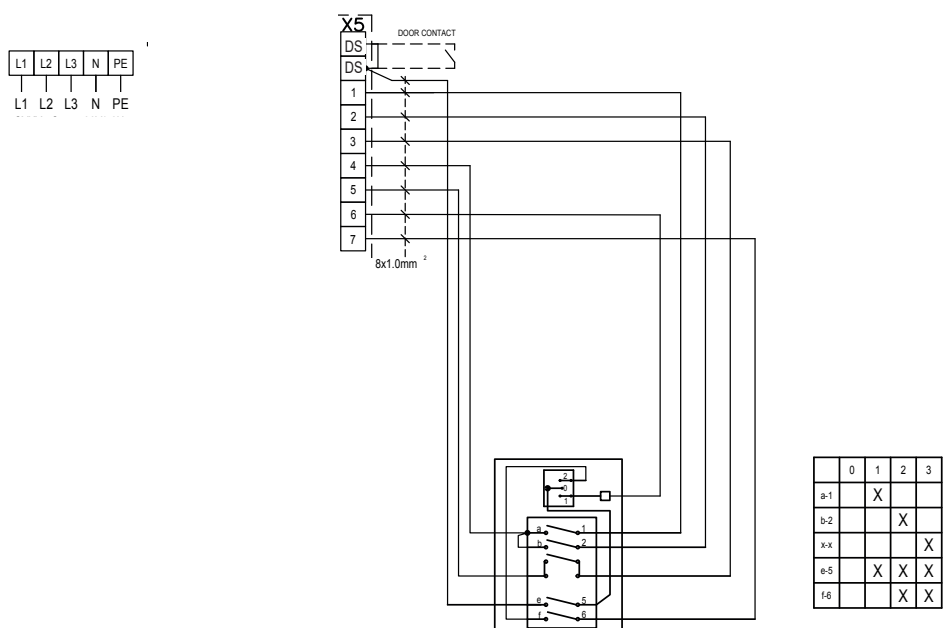 X5
DOOR CONTACT
DS
DS
L1 L2 L3 N PE
L1 L2 L3 N PE
1
2
3
4
5
6
7
8x1.0mm 2
2
0
1
a 1
b 2
e 5
f 6
0 1 2 3
a-1 X
b-2 X
x-x X
e-5 X X X
f-6 X X